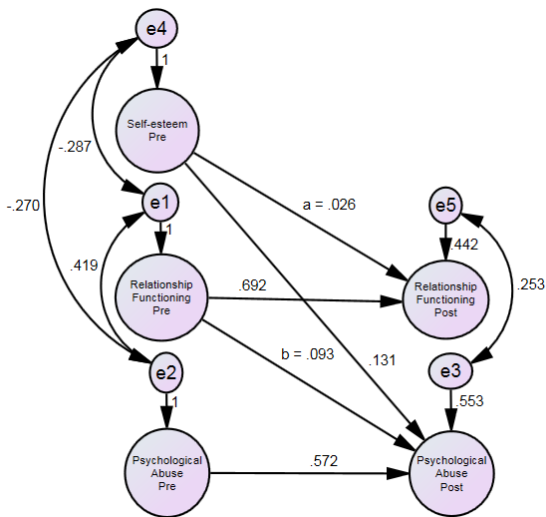 e4
1
Self-esteem
Pre
-.287
-.270
a = .026
e1
e5
1
.442
.419
.253
Relationship
Functioning
Pre
.692
Relationship
Functioning
Post
b = .093
.131
e2
e3
1
.553
Psychological
Abuse
Pre
.572
Psychological
Abuse
Post